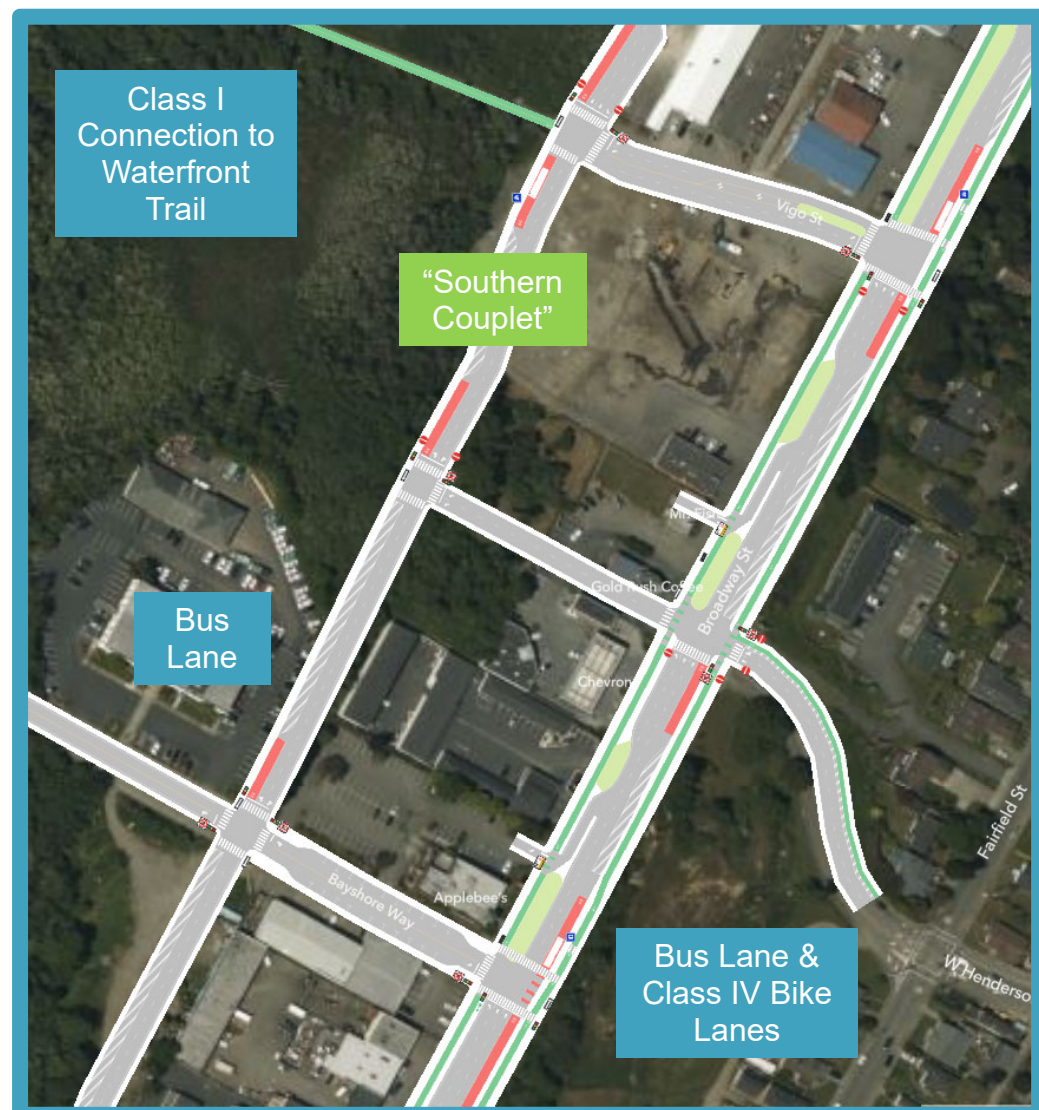 Class I
Connection to
Waterfront
Trail
Vigo St
“Southern
Couplet”
Gold Rush Coffee
Broadway St
Bus
Lane
Chevron
Fairfield St
Bayshore Way
Applebee's
Bus Lane &
Class IV Bike
Lanes
W Henderso